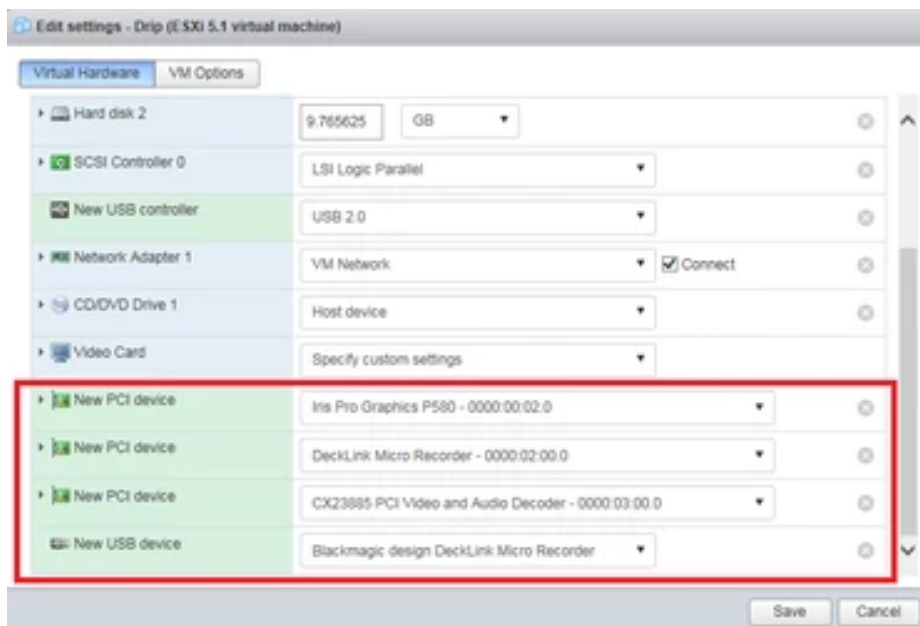 Edit settings - Drip (ESXi 5.1 virtual machine)
Virtual Hardware VM Options
Hard disk 2 9.765625 GB
SCSI Controller 0 LSI Logic Parallel
New USB controller USB 2.0
Network Adapter 1 VM Network Connect
CD/DVD Drive 1 Host device
Video Card Specify custom settings
New PCI device Iris Pro Graphics P580 - 0000:00:02.0
New PCI device DeckLink Micro Recorder - 0000:02:00.0
New PCI device CX23885 PCI Video and Audio Decoder - 0000:03:00.0
New USB device Blackmagic design DeckLink Micro Recorder
Save Cancel